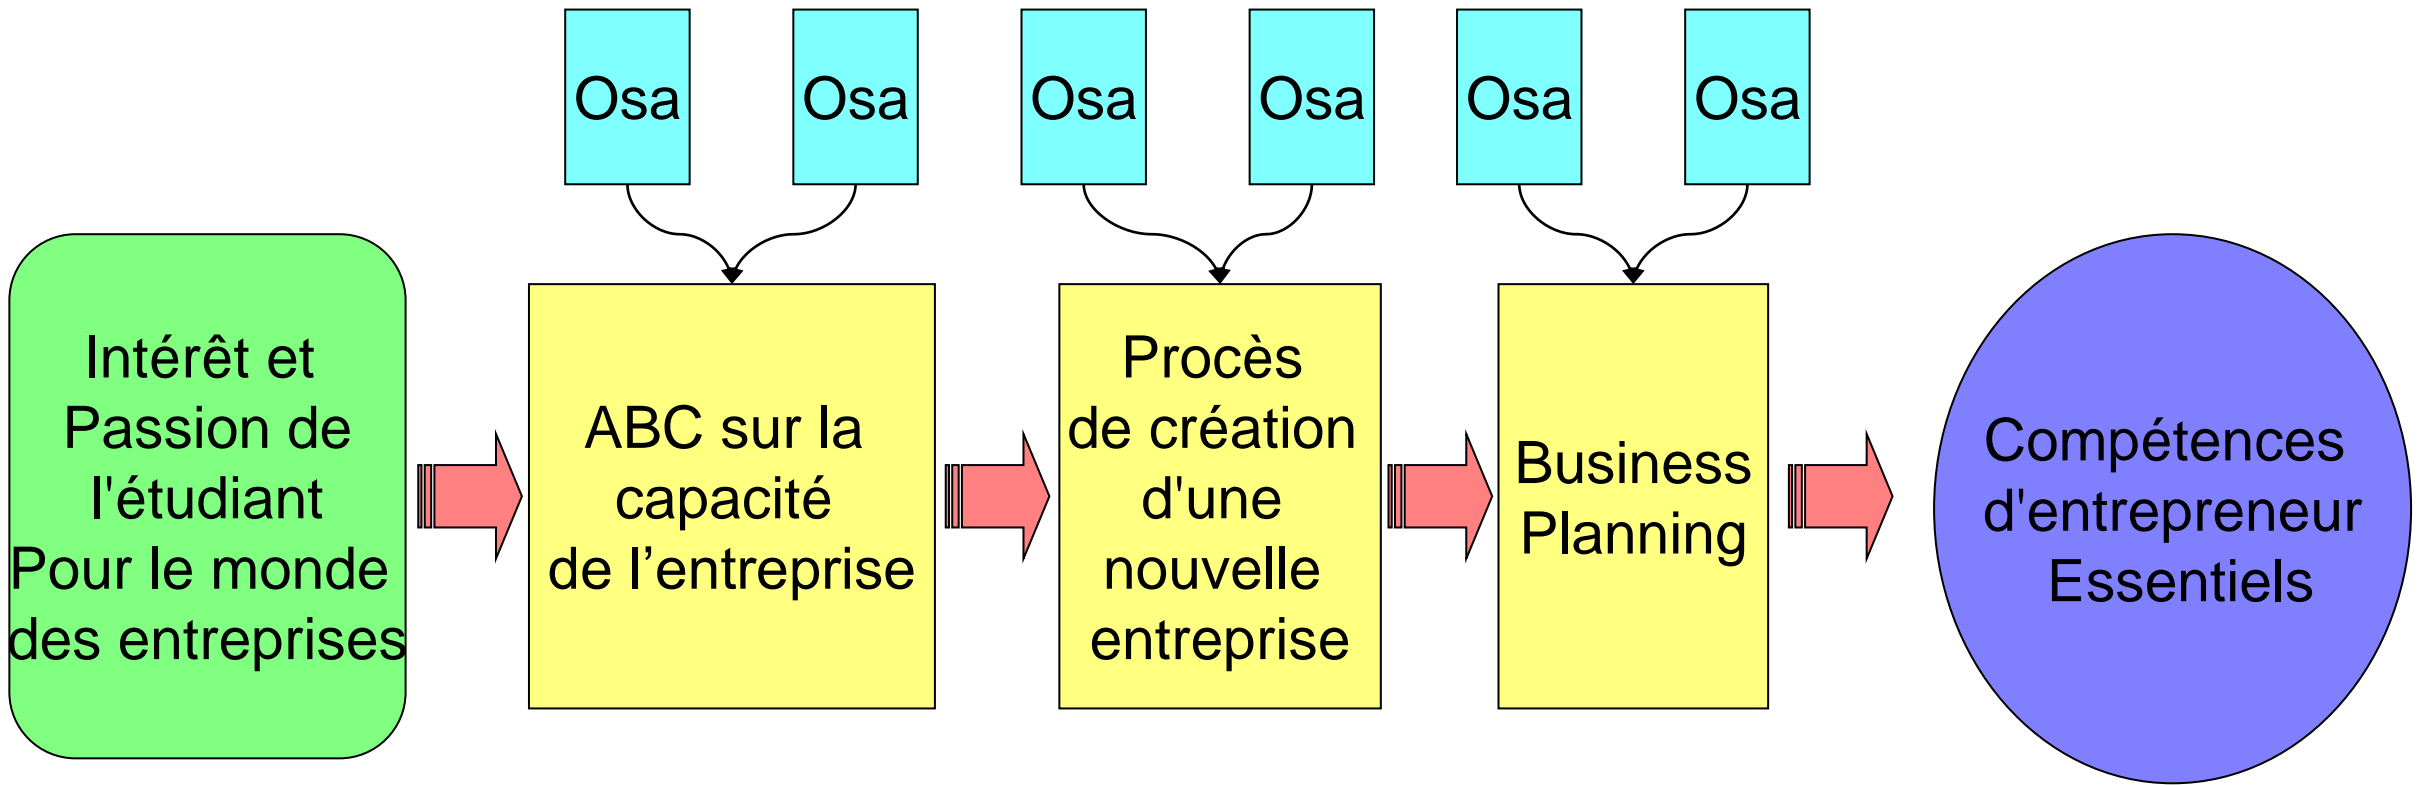 Osa
Osa
Osa
Osa
Osa
Osa
Intérêt et
Passion de
l'étudiant
Pour le monde
des entreprises
ABC sur la
capacité
de l’entreprise
Procès
de création
d'une
nouvelle
entreprise
Business
Planning
Compétences
d'entrepreneur
Essentiels